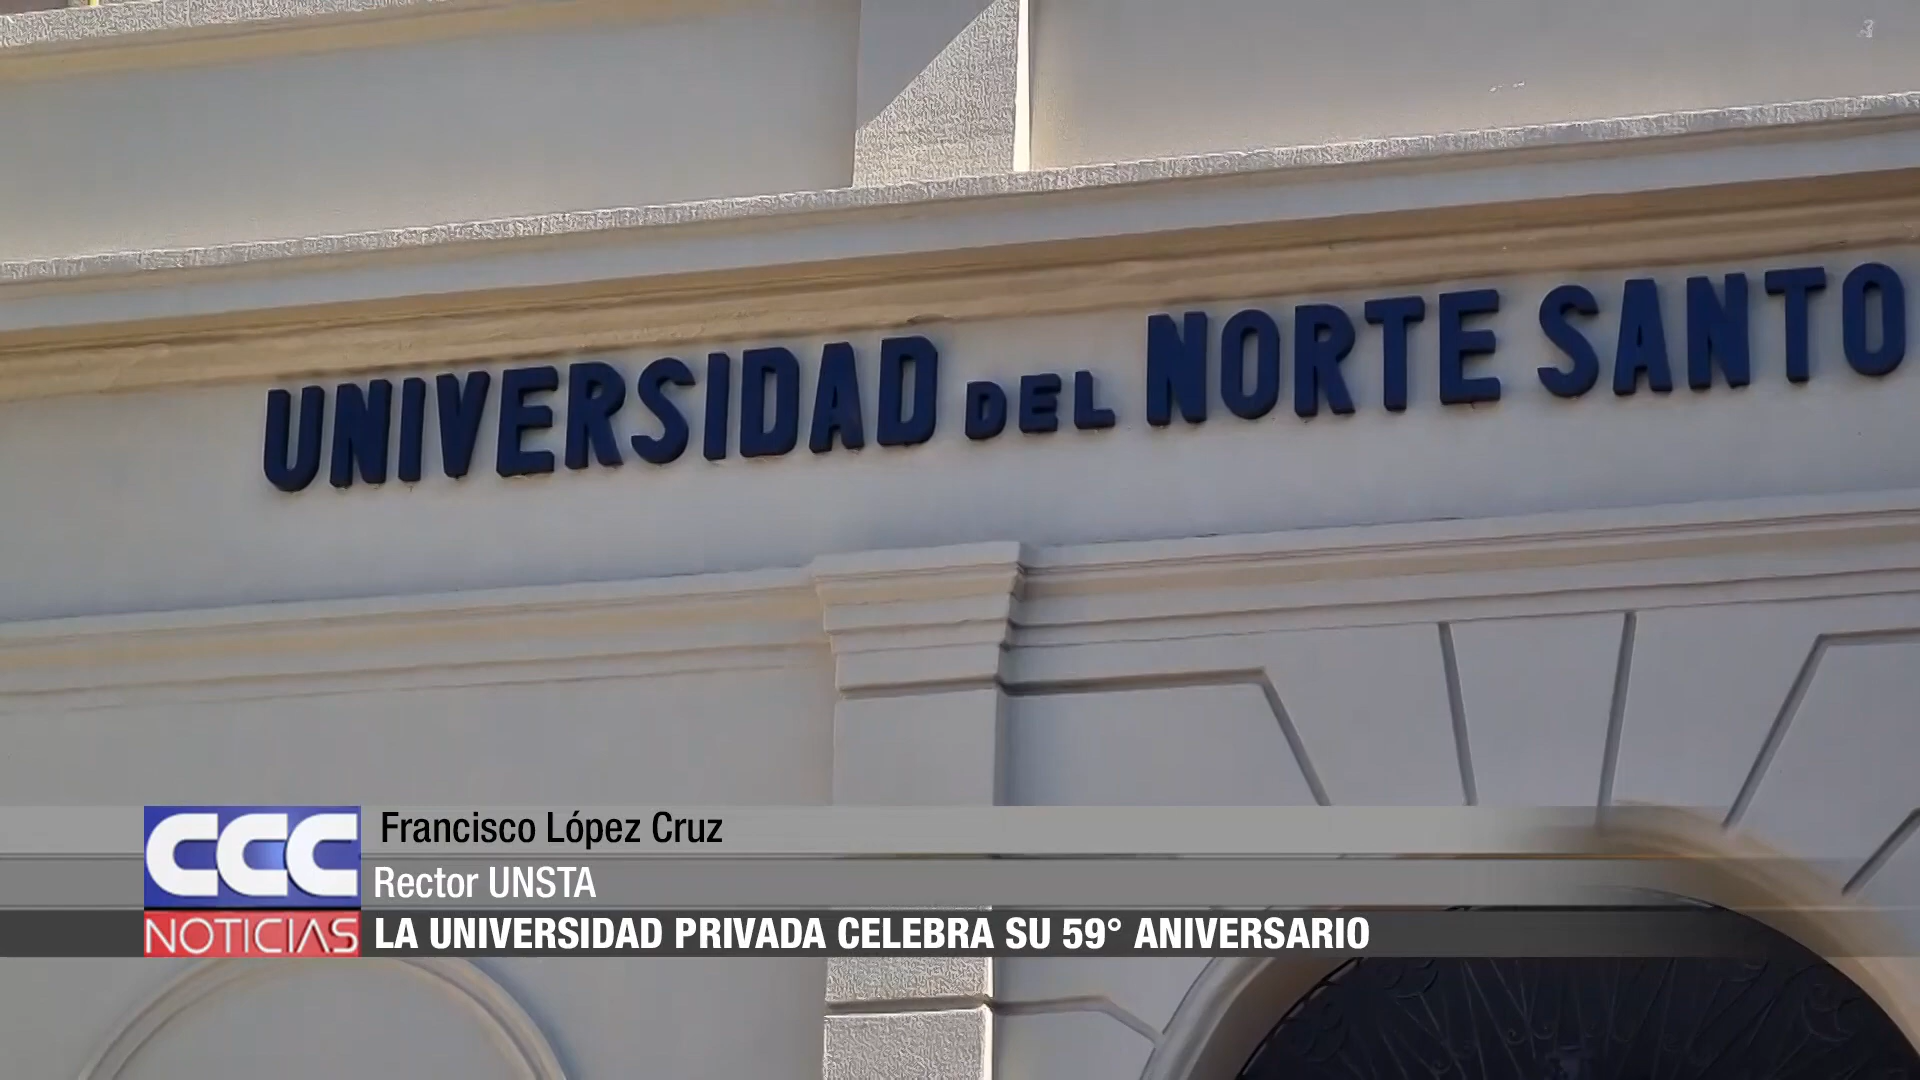 UNIVERSIDAD DEL NORTE SANTO
CCC
NOTICIAS
Francisco López Cruz
Rector UNSTA
LA UNIVERSIDAD PRIVADA CELEBRA SU 59° ANIVERSARIO